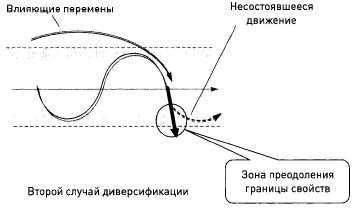 Влияющие перемены
Несостоявшееся
движение
Зона преодоления
границы свойств
Второй случай диверсификации